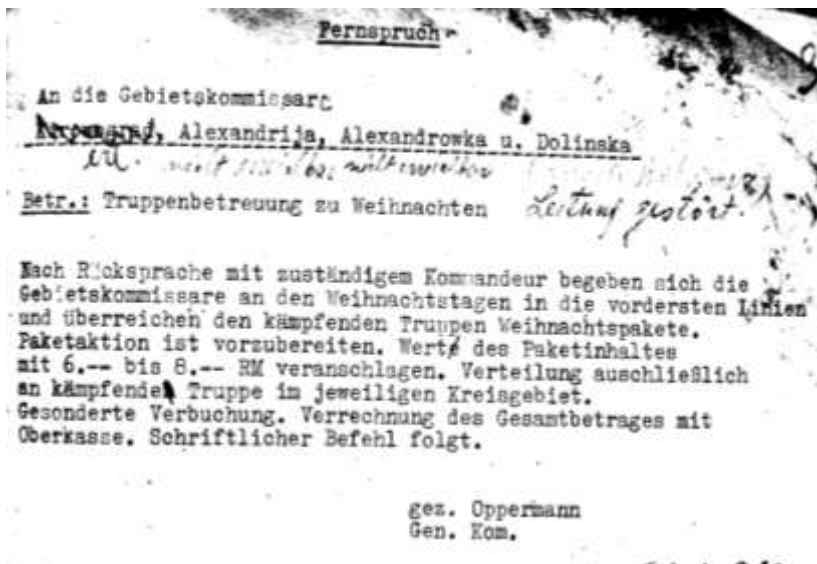 Fernspruch
An die Gebietskommissare
Alexandrija, Alexandrowka u. Dolinska
Betr.: Truppenbetreuung zu Weihnachten Leitung gestört.
Nach Rücksprache mit zuständigem Kommandeur begeben sich die
Gebietskommissare an den Weihnachtstagen in die vordersten Linien
und überreichen den kämpfenden Truppen Weihnachtspakete.
Paketaktion ist vorzubereiten. Wert des Paketinhaltes
mit 6.-- bis 8.-- RM veranschlagen. Verteilung auschließlich
an kämpfende Truppe im jeweiligen Kreisgebiet.
Gesonderte Verbuchung. Verrechnung des Gesamtbetrages mit
Oberkasse. Schriftlicher Befehl folgt.
gez. Oppermann
Gen. Kom.